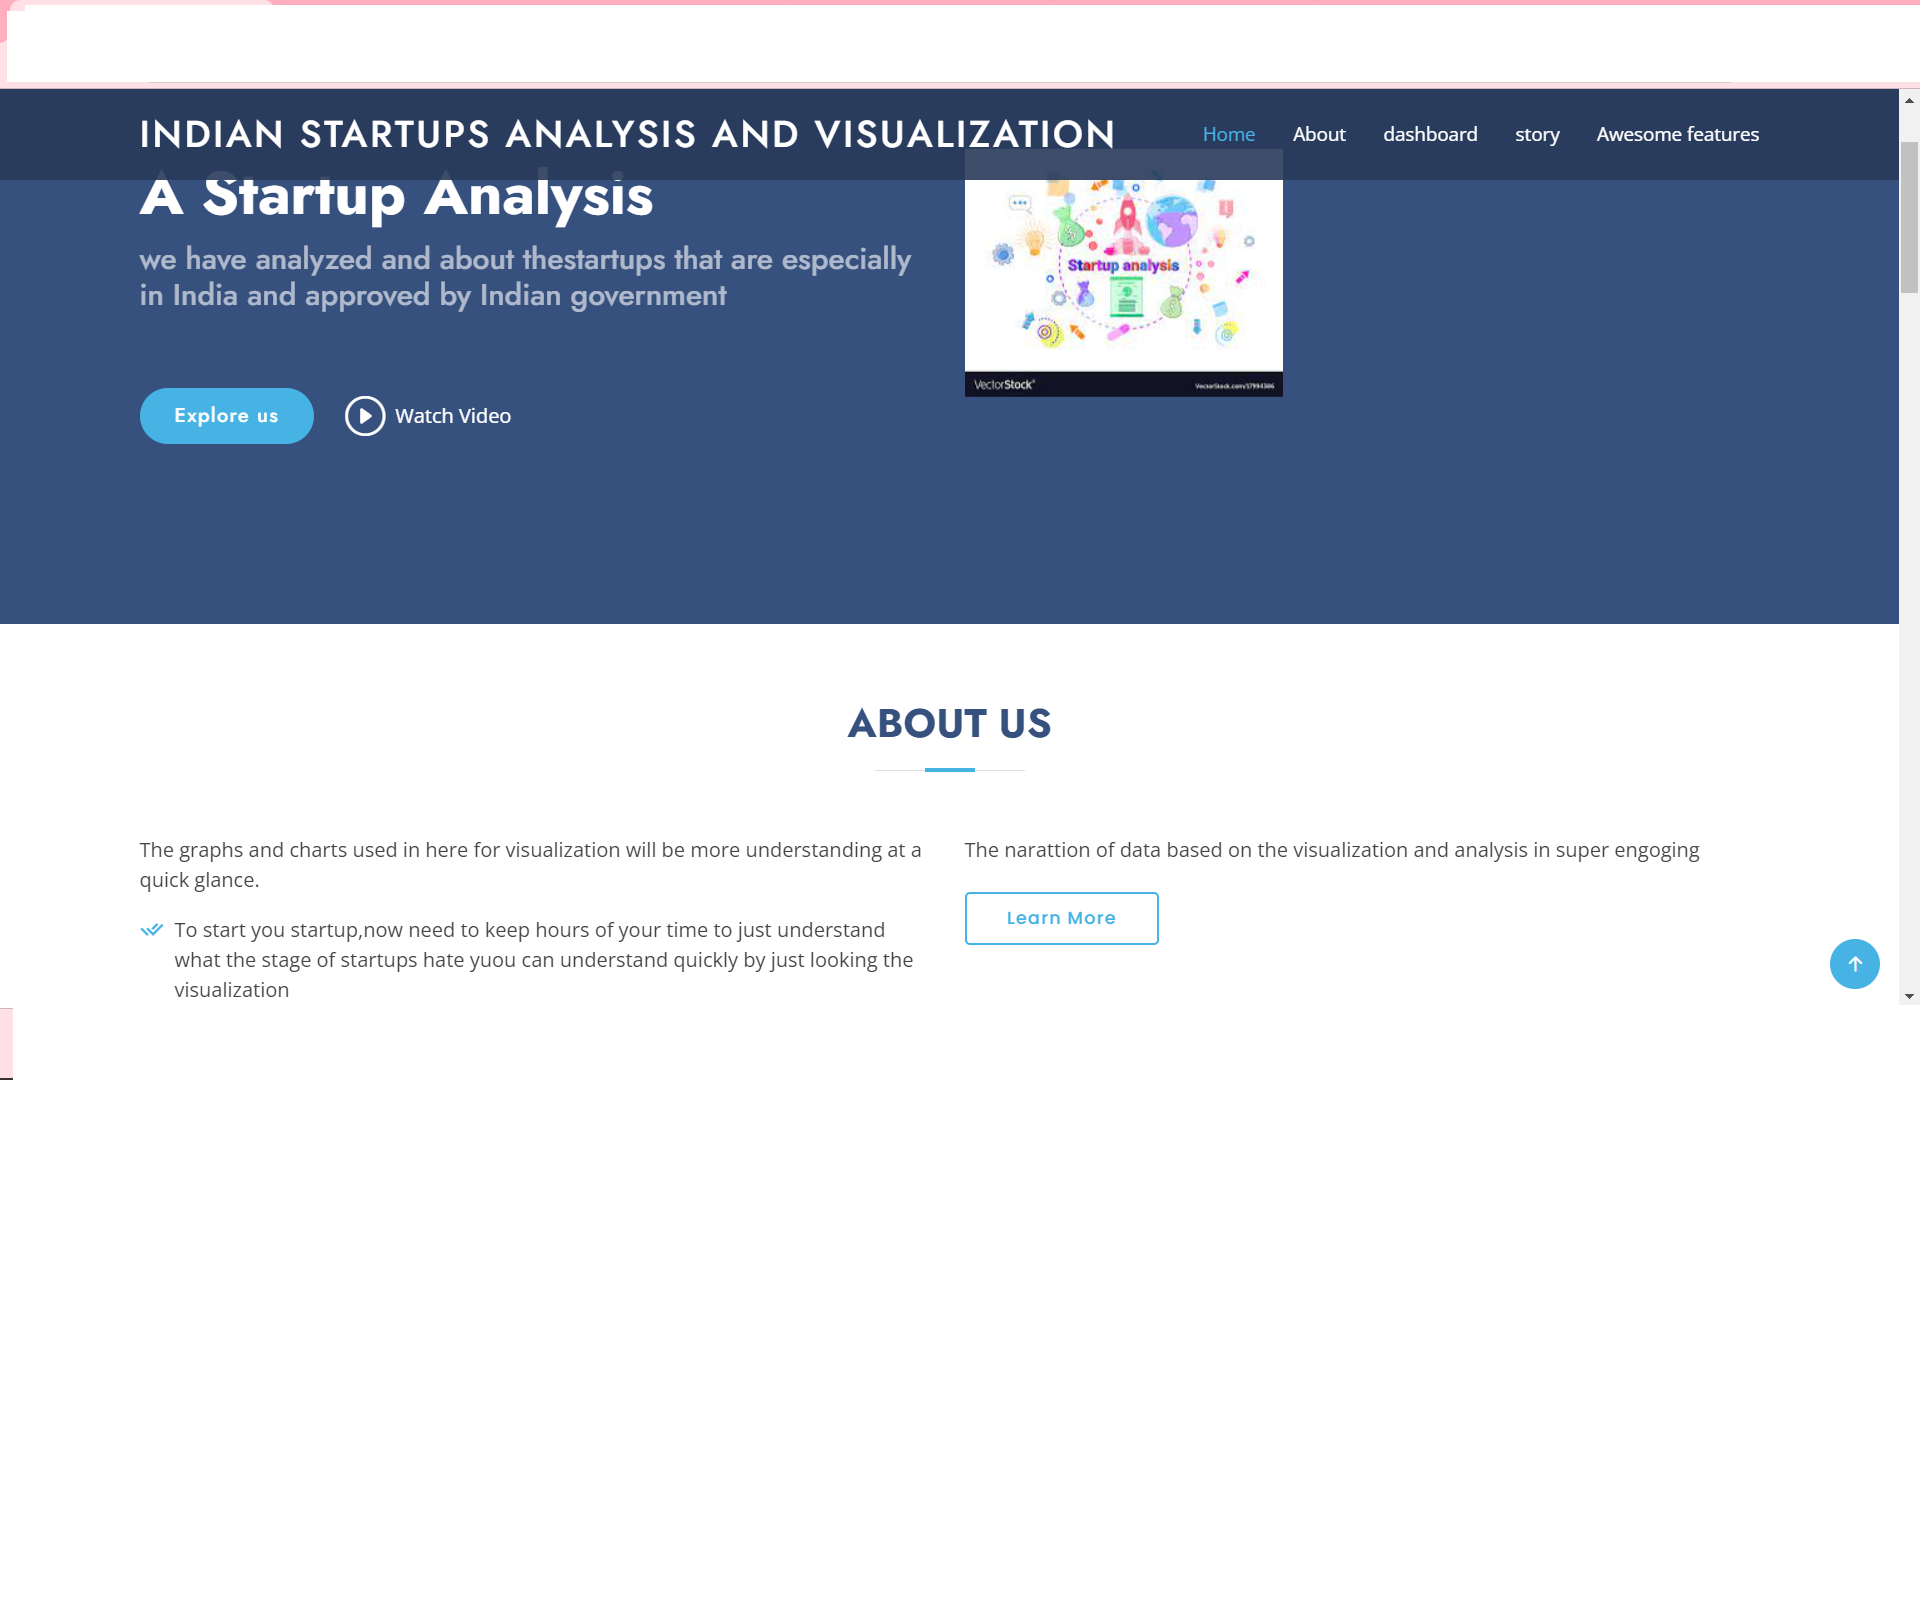 INDIAN STARTUPS ANALYSIS AND VISUALIZATION
Home About dashboard story Awesome features
A Startup Analysis
we have analyzed and about thestartups that are especially
in India and approved by Indian government
Explore us
Watch Video
Startup analysis
VectorStock®
VectorStock.com/17994386
ABOUT US
The graphs and charts used in here for visualization will be more understanding at a
quick glance.
To start you startup,now need to keep hours of your time to just understand
what the stage of startups hate yuou can understand quickly by just looking the
visualization
The narattion of data based on the visualization and analysis in super engoging
Learn More